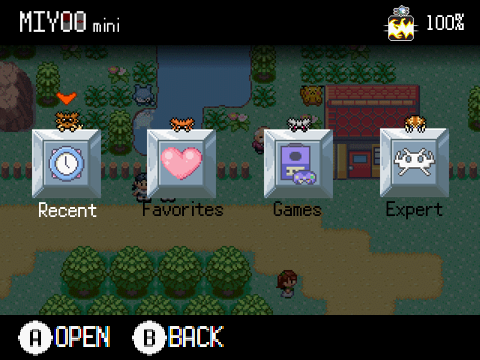 MIYOO mini
100%
Recent
Favorites
Games
Expert
A OPEN B BACK